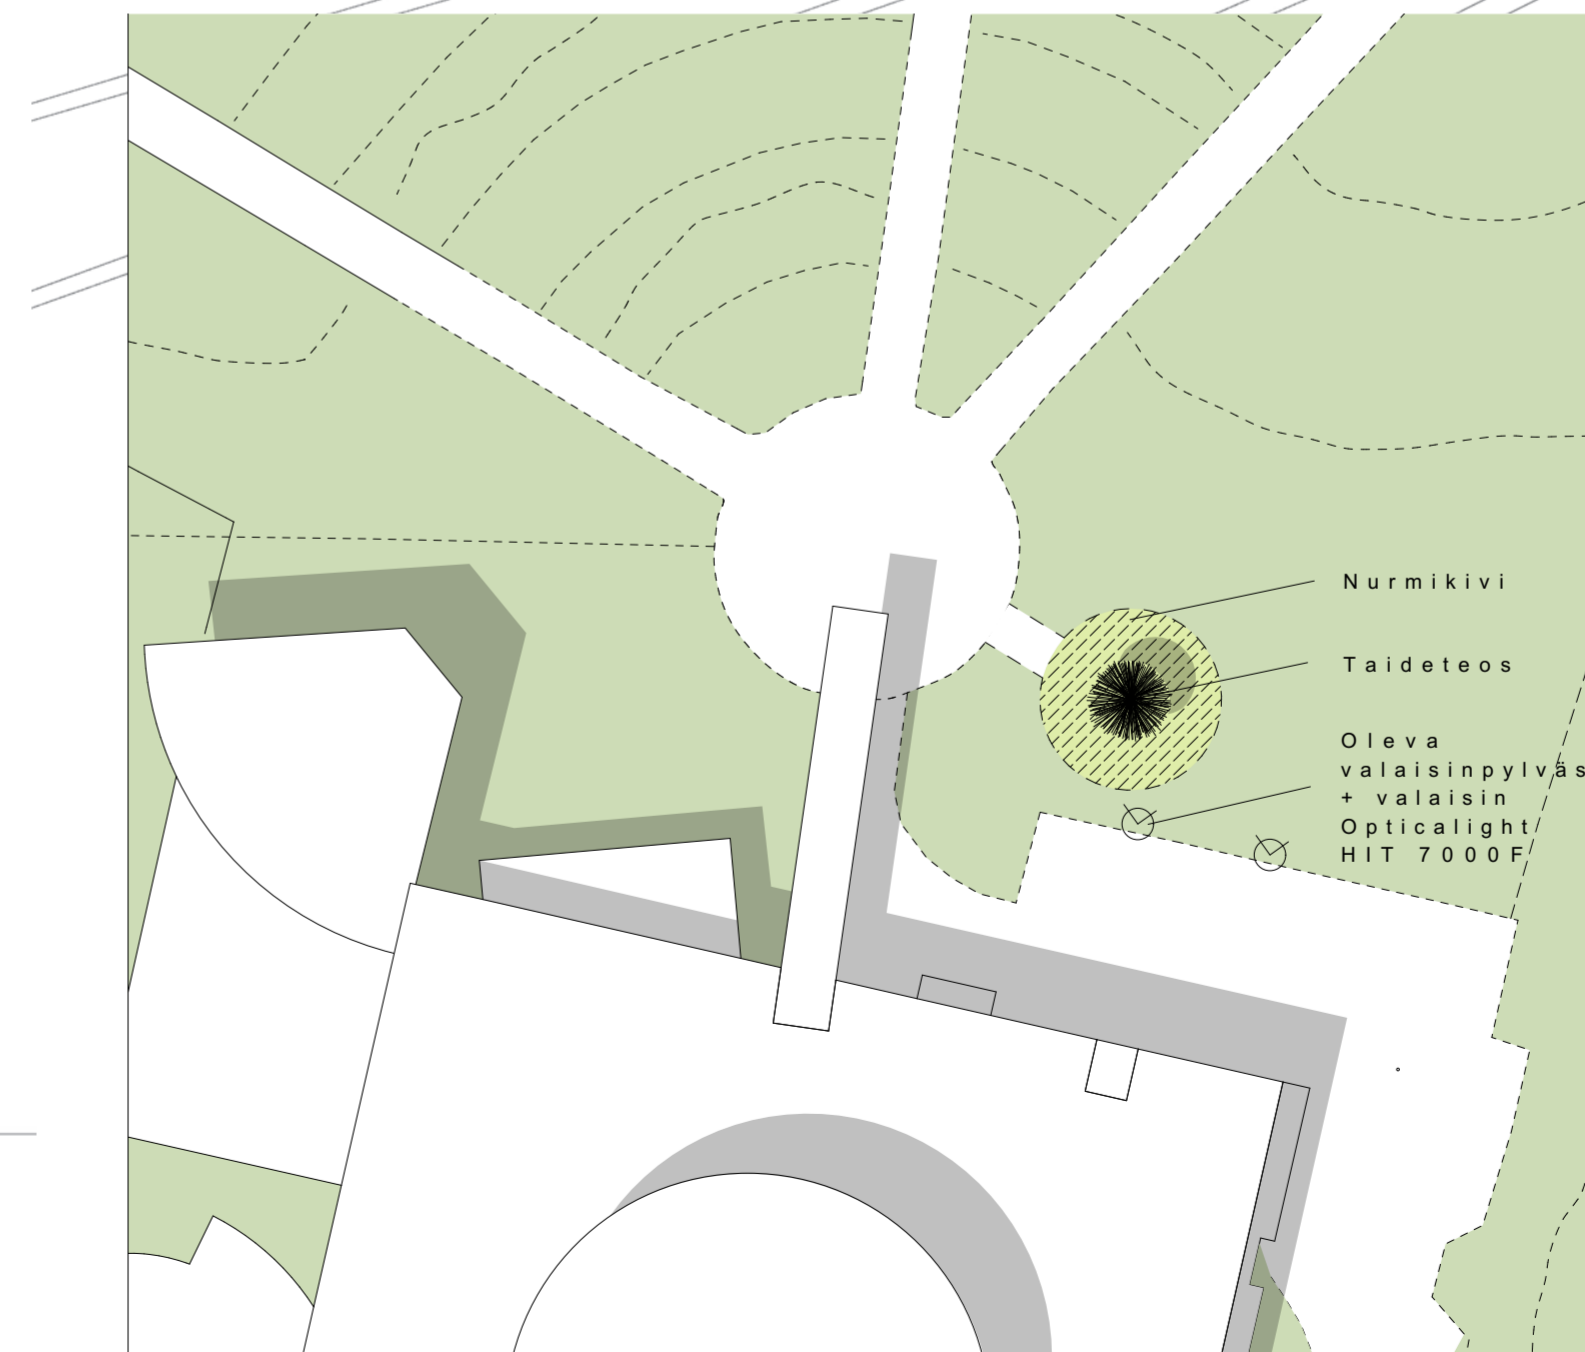 Nurmikivi
Taideteos
Oleva
valaisinpylväs
+ valaisin
Opticalight
HIT 7000F